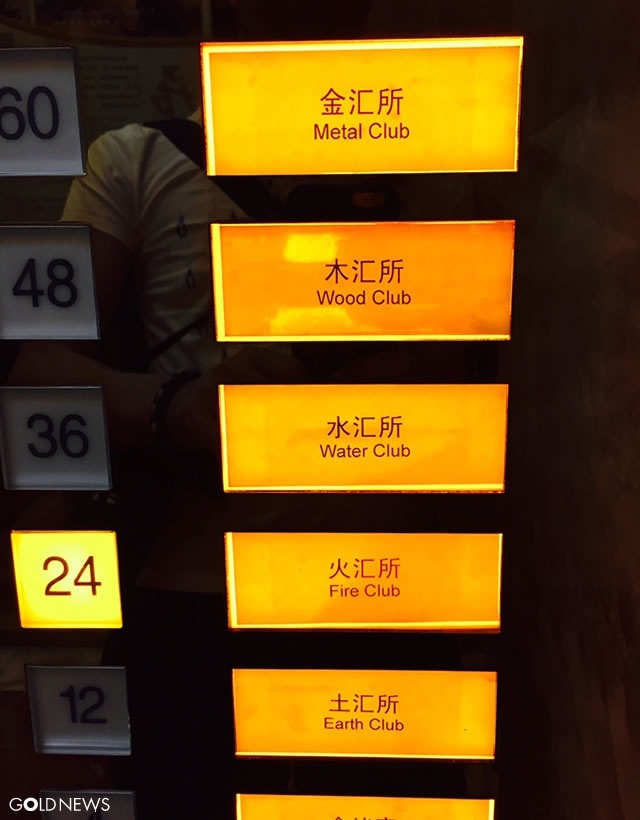 60
金汇所
Metal Club
48
木汇所
Wood Club
36
水汇所
Water Club
24
火汇所
Fire Club
12
土汇所
Earth Club
GOLDNEWS